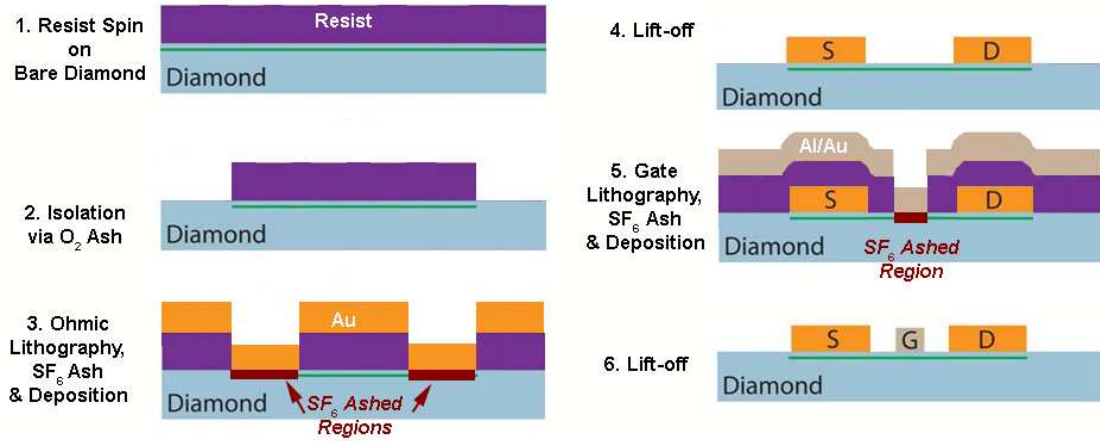 1. Resist Spin
on
Bare Diamond
Resist
Diamond
2. Isolation
via O₂ Ash
Diamond
3. Ohmic
Lithography,
SF₆ Ash
& Deposition
Au
Diamond
SF₆ Ashed
Regions
4. Lift-off
S
D
Diamond
5. Gate
Lithography,
SF₆ Ash
& Deposition
Al/Au
S
D
Diamond
SF₆ Ashed
Region
6. Lift-off
S
G
D
Diamond